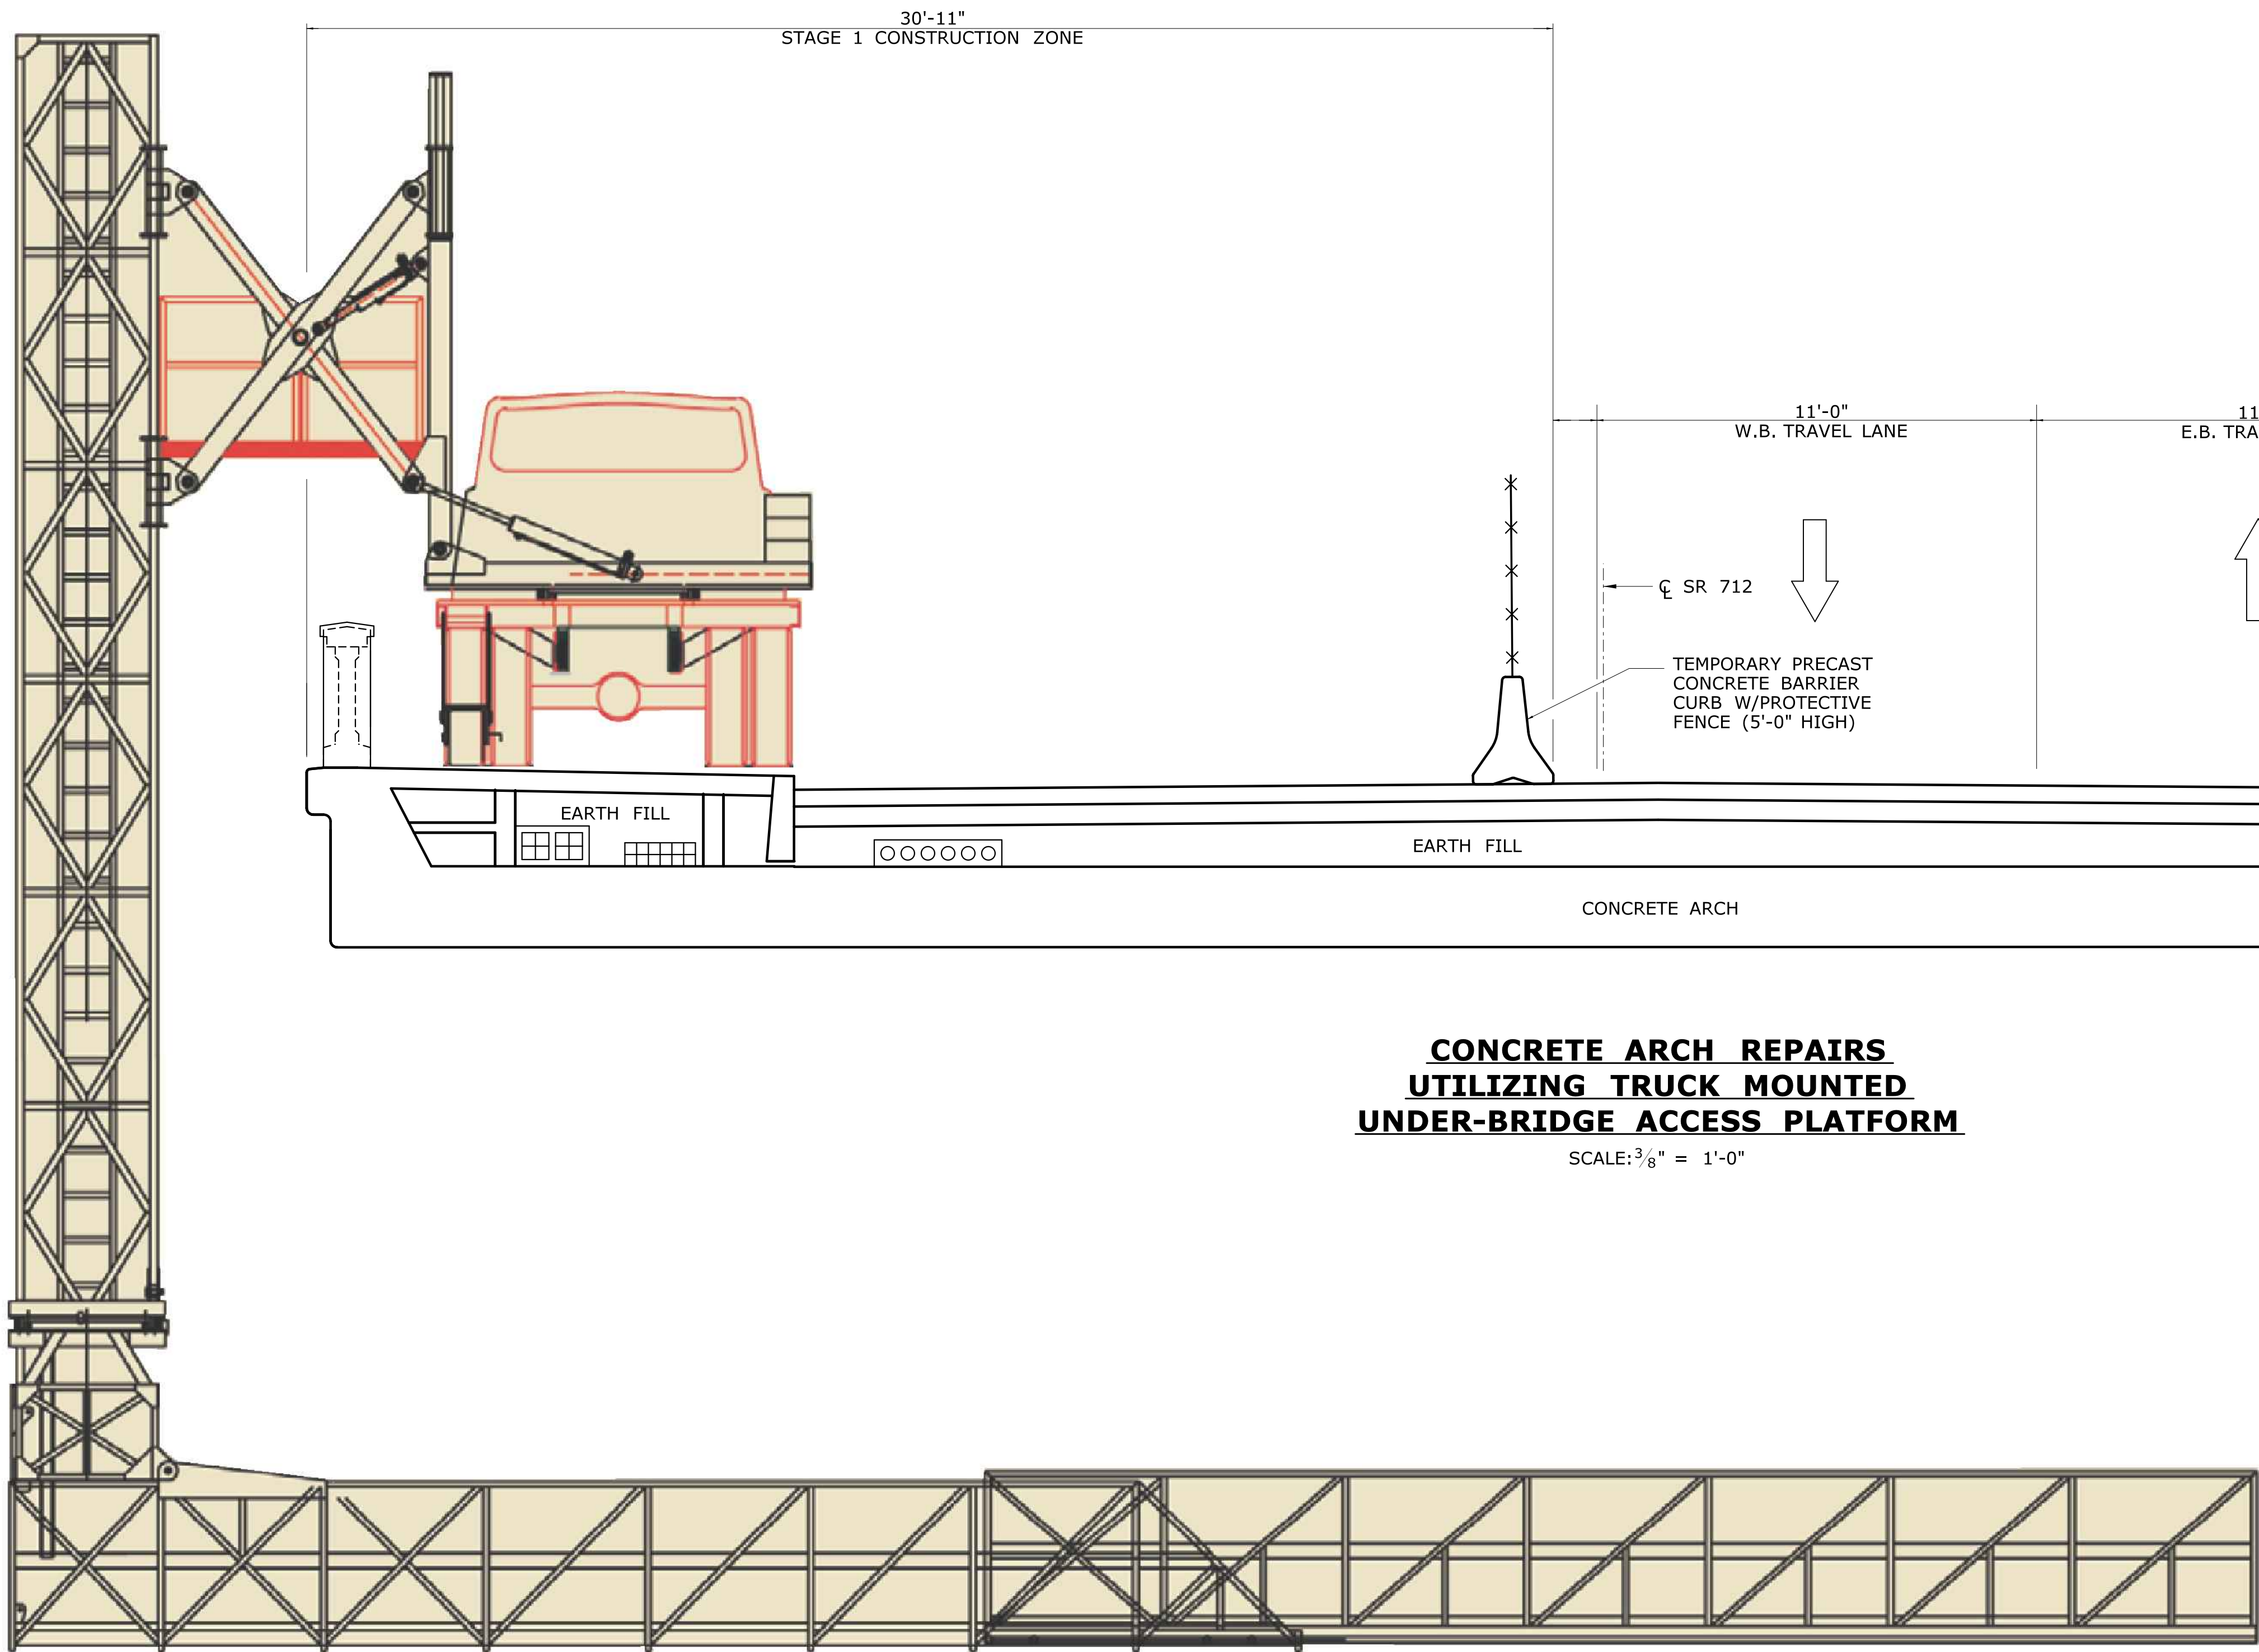 30'-11"
STAGE 1 CONSTRUCTION ZONE
11'-0"
W.B. TRAVEL LANE
11
E.B. TRA
℄ SR 712
TEMPORARY PRECAST
CONCRETE BARRIER
CURB W/PROTECTIVE
FENCE (5'-0" HIGH)
EARTH FILL
EARTH FILL
CONCRETE ARCH
CONCRETE ARCH REPAIRS
UTILIZING TRUCK MOUNTED
UNDER-BRIDGE ACCESS PLATFORM
SCALE: 3/8" = 1'-0"